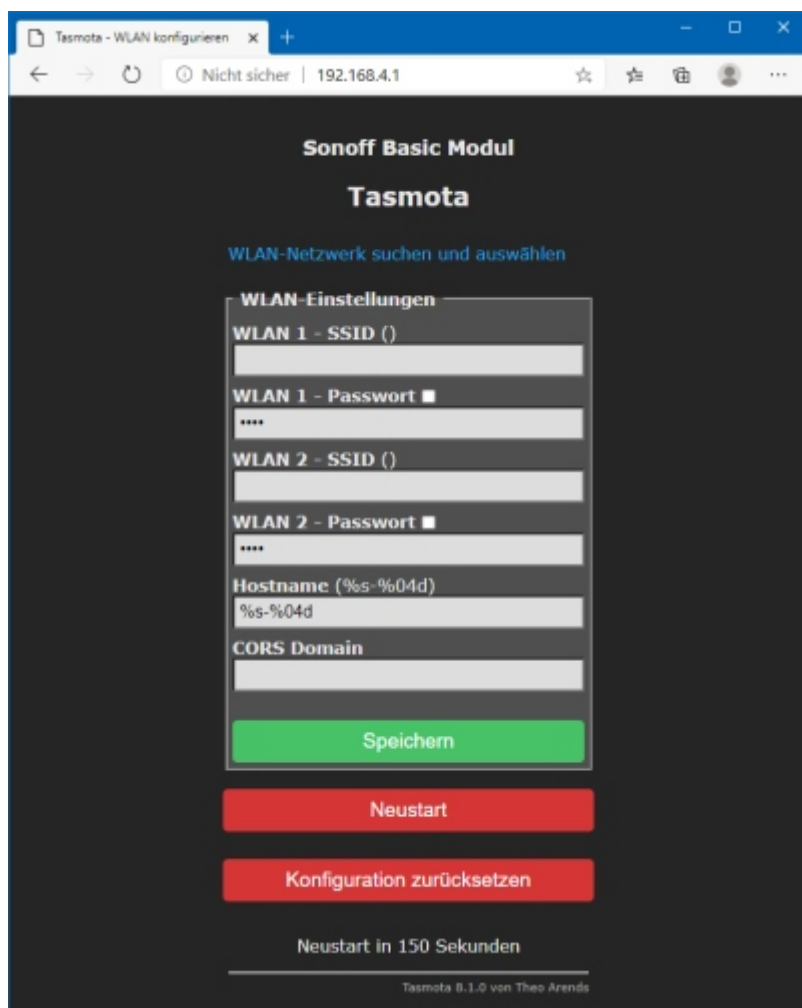 Tasmota - WLAN konfigurieren
Nicht sicher | 192.168.4.1
Sonoff Basic Modul
Tasmota
WLAN-Netzwerk suchen und auswählen
WLAN-Einstellungen
WLAN 1 - SSID ()
WLAN 1 - Passwort
••••
WLAN 2 - SSID ()
WLAN 2 - Passwort
••••
Hostname (%s-%04d)
%s-%04d
CORS Domain
Speichern
Neustart
Konfiguration zurücksetzen
Neustart in 150 Sekunden
Tasmota 8.1.0 von Theo Arends